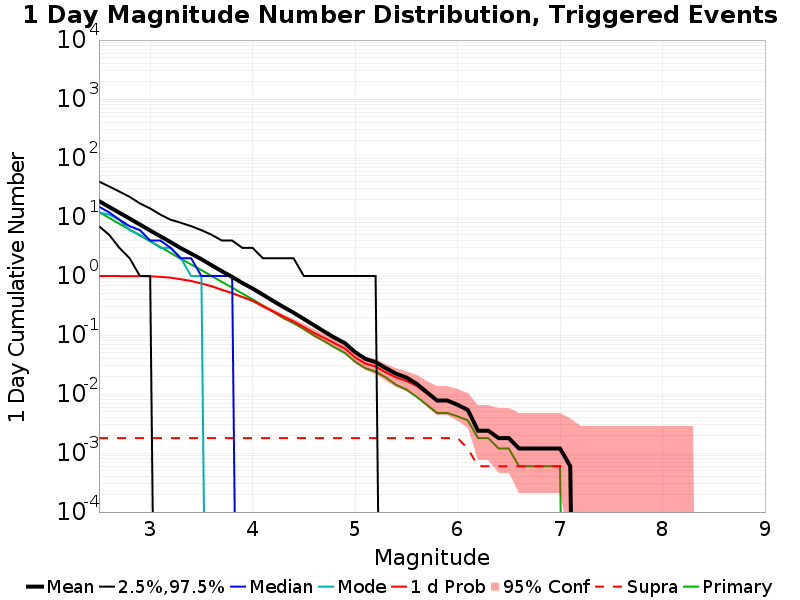 1 Day Magnitude Number Distribution, Triggered Events
10^4
10^3
10^2
10^1
10^0
10^-1
10^-2
10^-3
10^-4
1 Day Cumulative Number
3 4 5 6 7 8 9
Magnitude
Mean 2.5%,97.5% Median Mode 1 d Prob 95% Conf Supra Primary